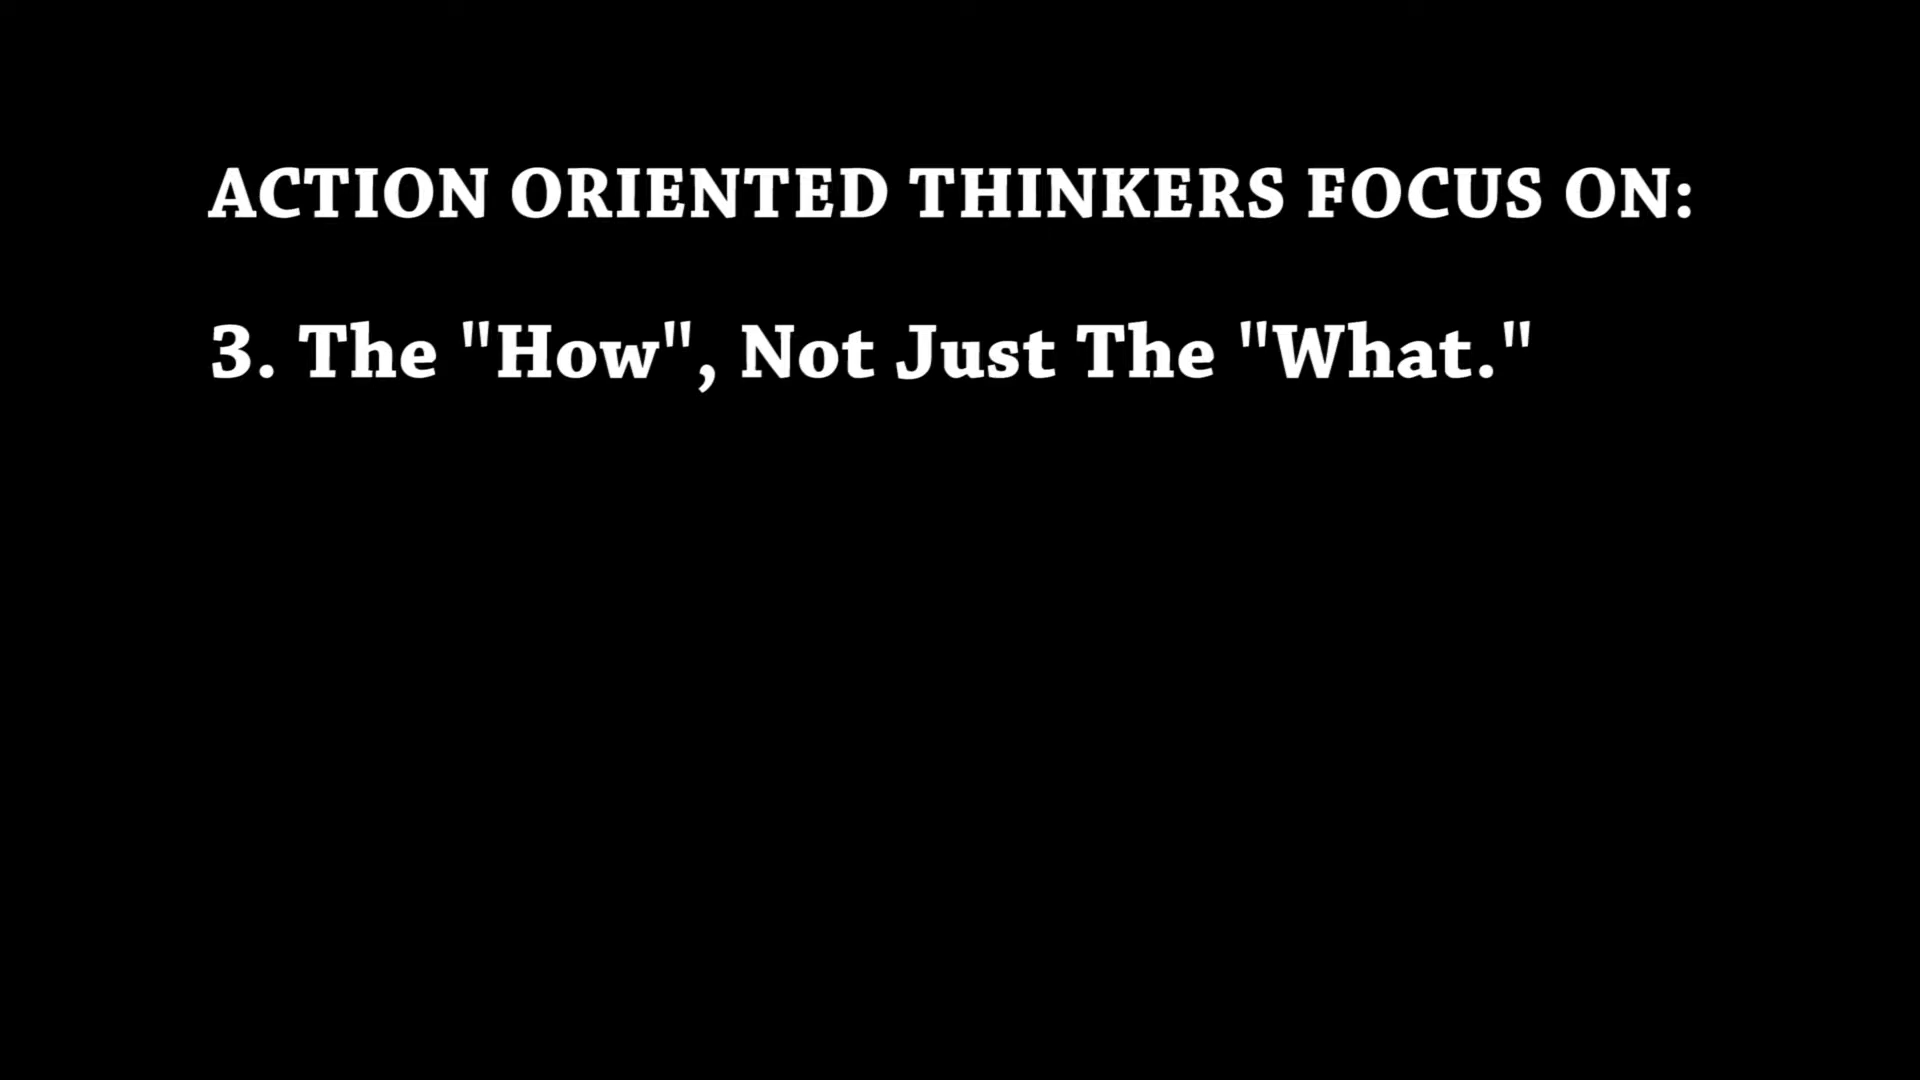 ACTION ORIENTED THINKERS FOCUS ON:
3. The "How", Not Just The "What."